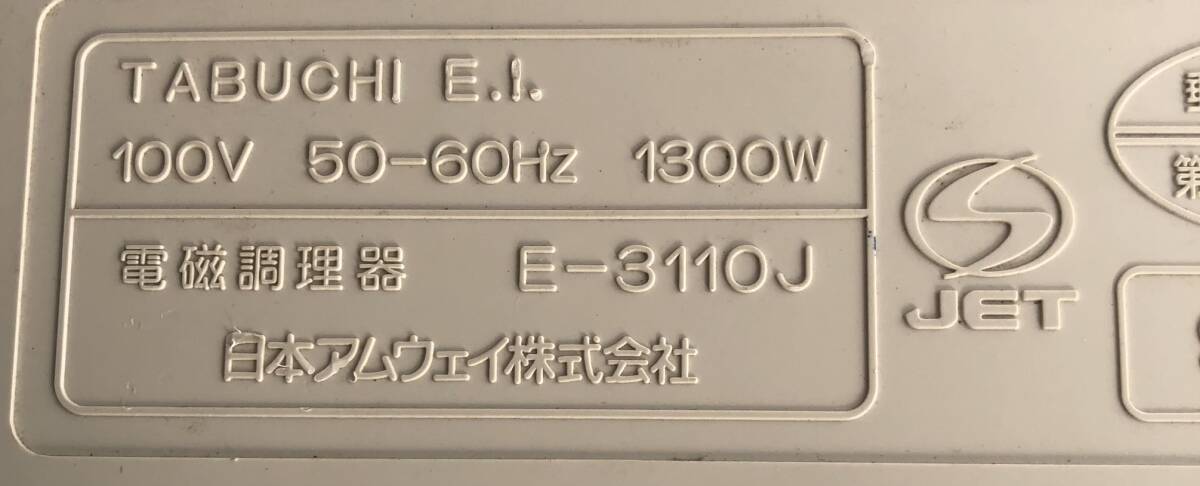 TABUCHI E.I.
100V 50-60Hz 1300W
電磁調理器 E-3110J
日本アムウェイ株式会社
JET
第